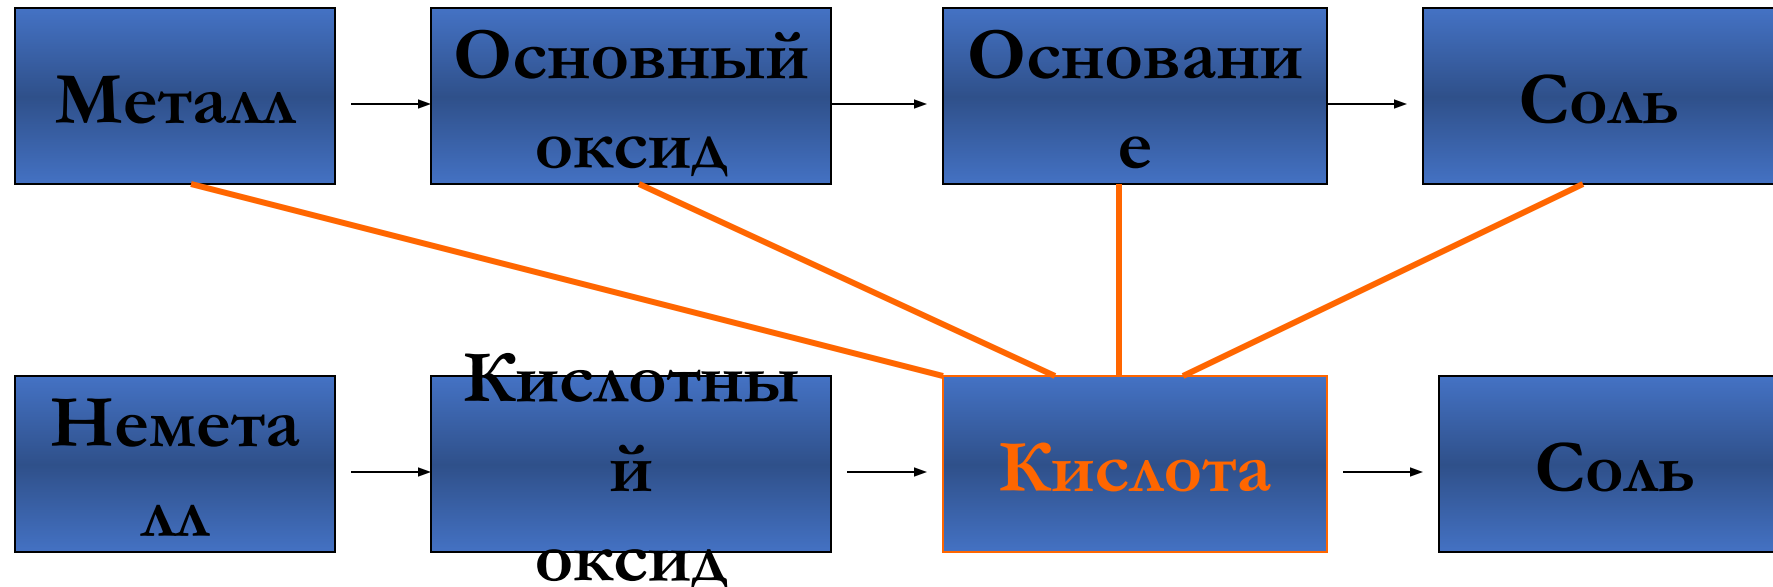 Металл
Основный
оксид
Основани
е
Соль
Немета
лл
Кислотны
й
оксид
Кислота
Соль